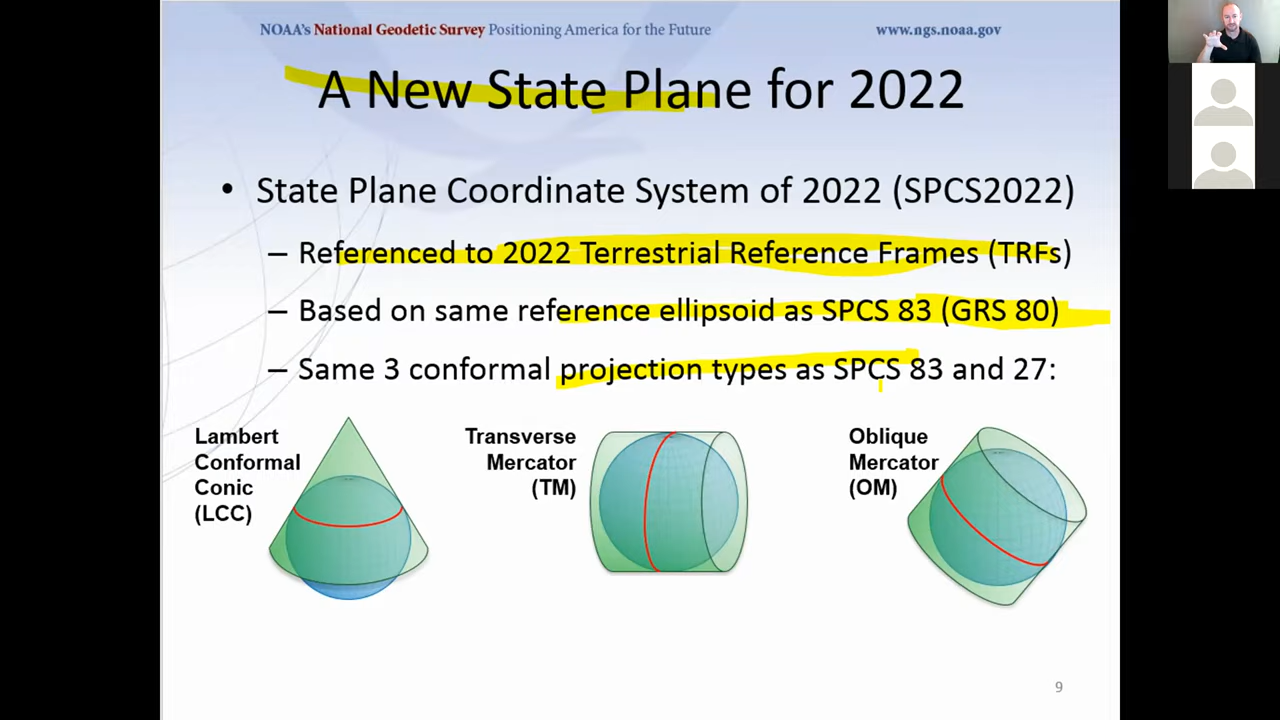 NOAA's National Geodetic Survey Positioning America for the Future
www.ngs.noaa.gov
A New State Plane for 2022
• State Plane Coordinate System of 2022 (SPCS2022)
– Referenced to 2022 Terrestrial Reference Frames (TRFs)
– Based on same reference ellipsoid as SPCS 83 (GRS 80)
– Same 3 conformal projection types as SPCS 83 and 27:
Lambert
Conformal
Conic
(LCC)
Transverse
Mercator
(TM)
Oblique
Mercator
(OM)
9